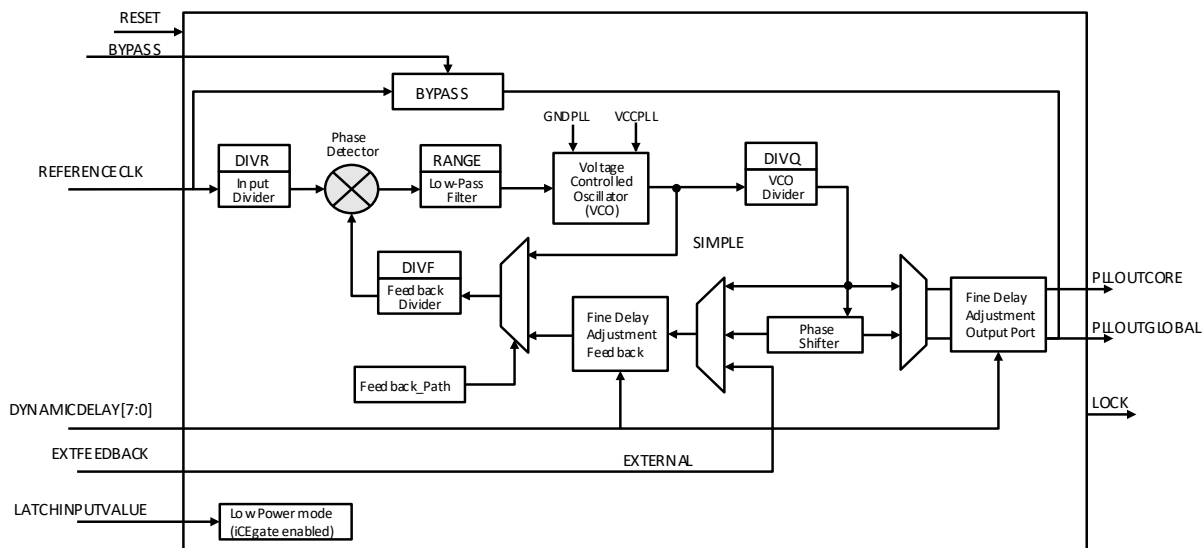 RESET
BYPASS
BYPASS
GNDPLL
VCCPLL
Phase
Detector
REFERENCECLK
DIVR
Input
Divider
RANGE
Low-Pass
Filter
Voltage
Controlled
Oscillator
(VCO)
DIVQ
VCO
Divider
SIMPLE
DIVF
Feedback
Divider
Fine Delay
Adjustment
Feedback
Phase
Shifter
Fine Delay
Adjustment
Output Port
PLLOUTCORE
PLLOUTGLOBAL
Feedback_Path
DYNAMICDELAY[7:0]
LOCK
EXTFEEDBACK
EXTERNAL
LATCHINPUTVALUE
Low Power mode
(iCEgate enabled)